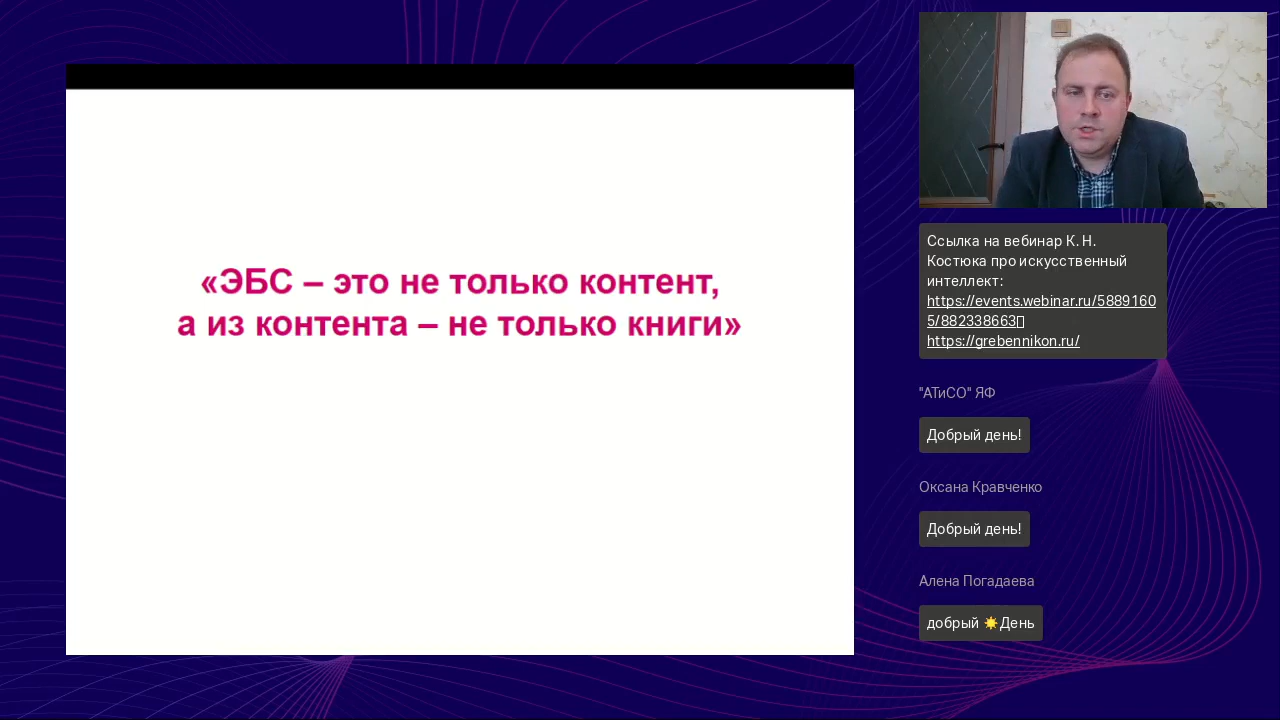 «ЭБС – это не только контент,
а из контента – не только книги»
Ссылка на вебинар К. Н.
Костюка про искусственный
интеллект:
https://events.webinar.ru/5889160
5/882338663
https://grebennikon.ru/
"АТиСО" ЯФ
Добрый день!
Оксана Кравченко
Добрый день!
Алена Погадаева
добрый ☀️День